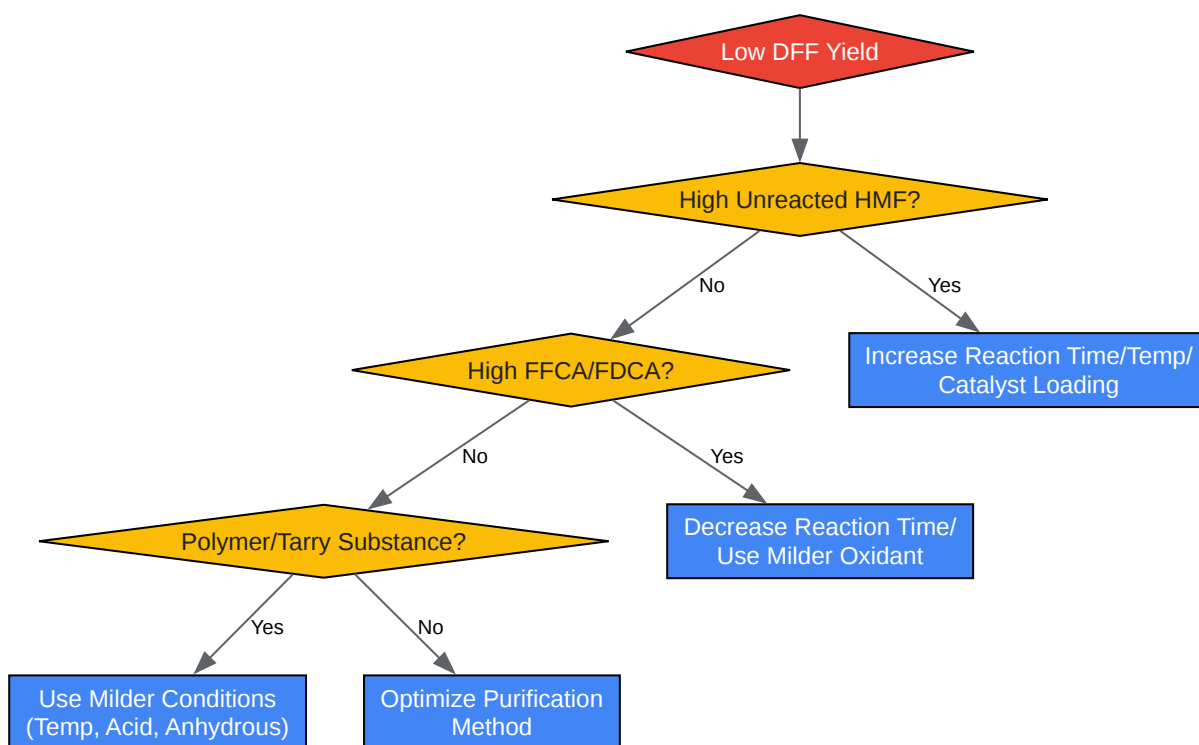 Low DFF Yield
High Unreacted HMF?
No
Yes
High FFCA/FDCA?
Increase Reaction Time/Temp/
Catalyst Loading
No
Yes
Polymer/Tarry Substance?
Decrease Reaction Time/
Use Milder Oxidant
Yes
No
Use Milder Conditions
(Temp, Acid, Anhydrous)
Optimize Purification
Method